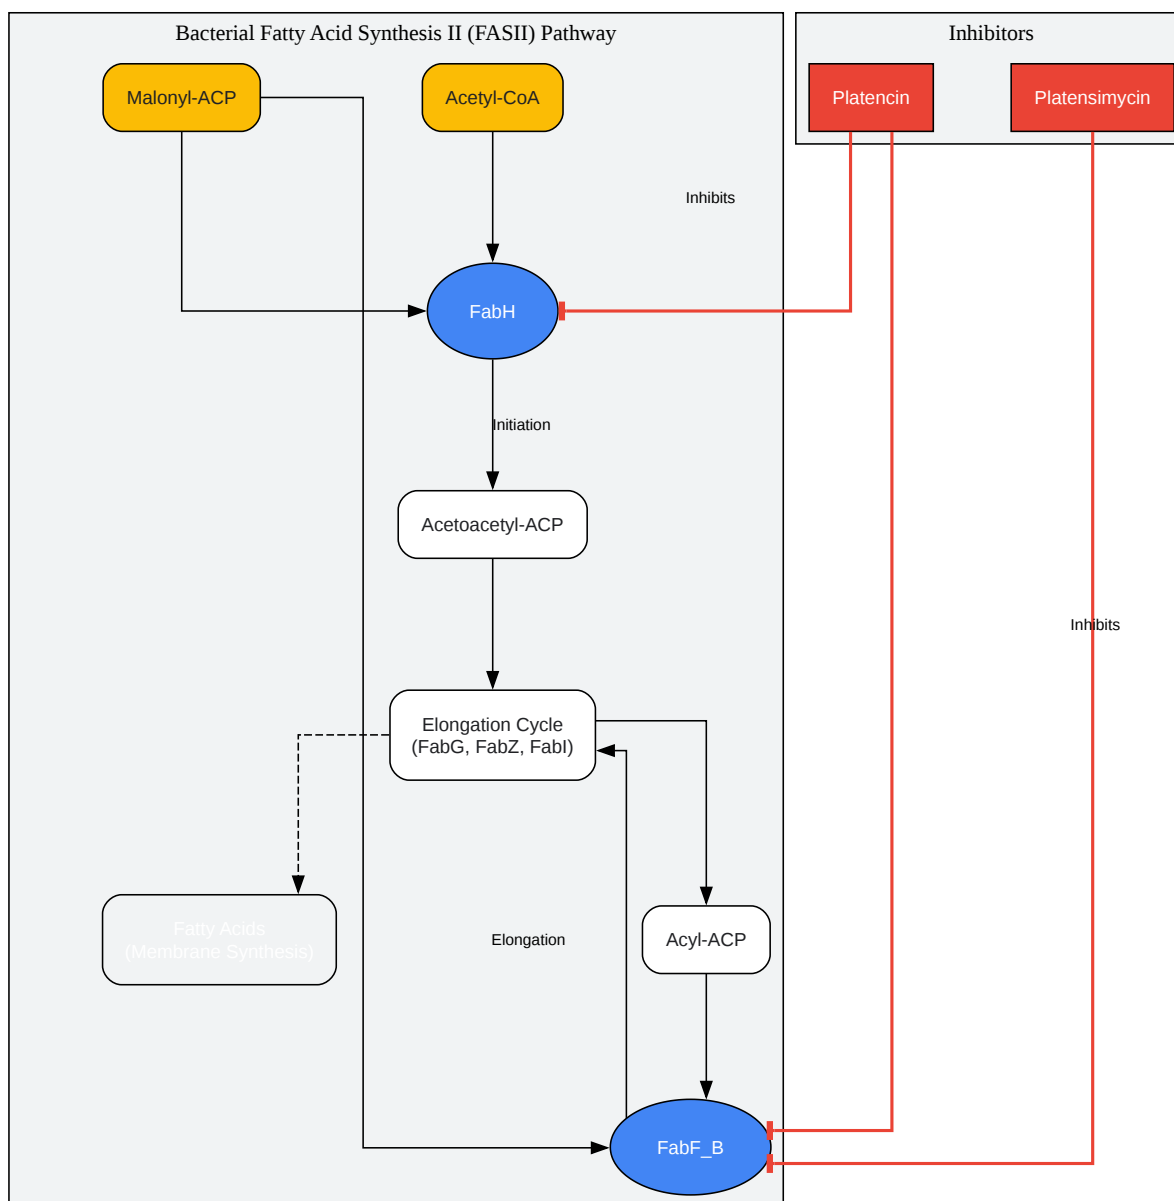 Bacterial Fatty Acid Synthesis II (FASII) Pathway
Inhibitors
Malonyl-ACP
Acetyl-CoA
Platencin
Platensimycin
Inhibits
FabH
Initiation
Acetoacetyl-ACP
Inhibits
Elongation Cycle
(FabG, FabZ, FabI)
Fatty Acids
(Membrane Synthesis)
Elongation
Acyl-ACP
FabF_B